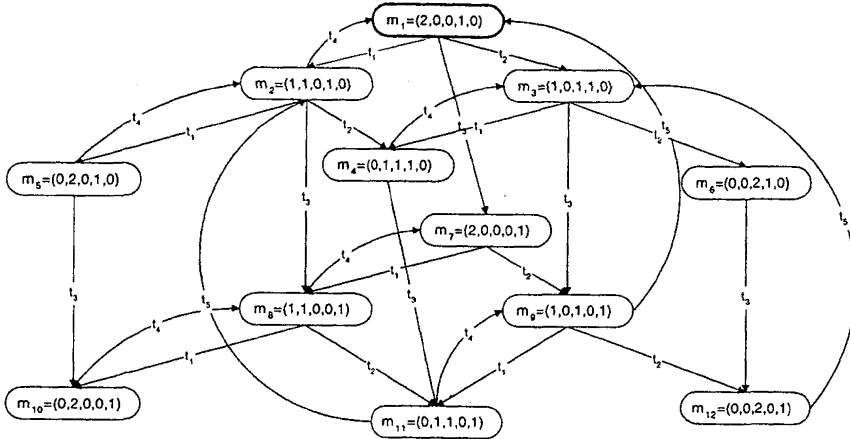 m1=(2,0,0,1,0)
t4
t1
t2
m2=(1,1,0,1,0)
m3=(1,0,1,1,0)
t4
t1
t2
t4
t3
t1
t5
t2
m4=(0,1,1,1,0)
m5=(0,2,0,1,0)
m6=(0,0,2,1,0)
t3
t3
t5
m7=(2,0,0,0,1)
t4
t1
t2
t3
t3
t3
t5
m8=(1,1,0,0,1)
m9=(1,0,1,0,1)
t4
t1
t2
t4
t1
t2
m10=(0,2,0,0,1)
m11=(0,1,1,0,1)
m12=(0,0,2,0,1)